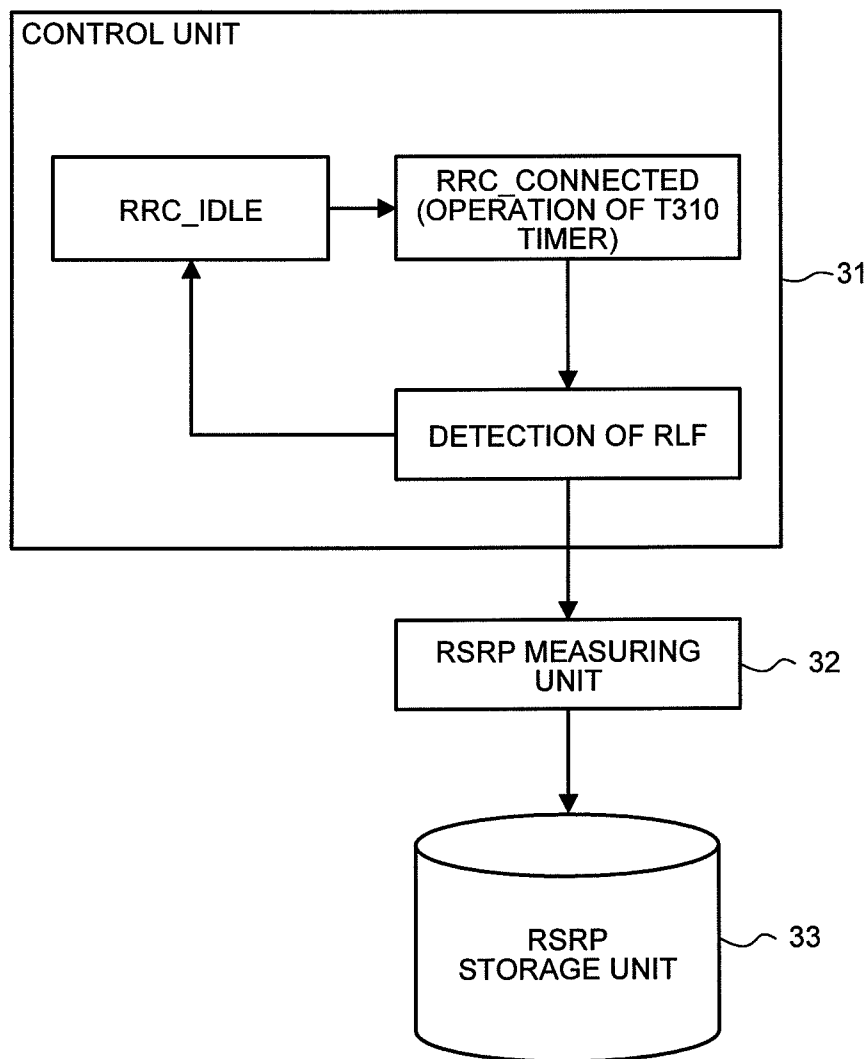 CONTROL UNIT
RRC_IDLE
RRC_CONNECTED
(OPERATION OF T310
TIMER)
31
DETECTION OF RLF
RSRP MEASURING
UNIT
32
RSRP
STORAGE UNIT
33